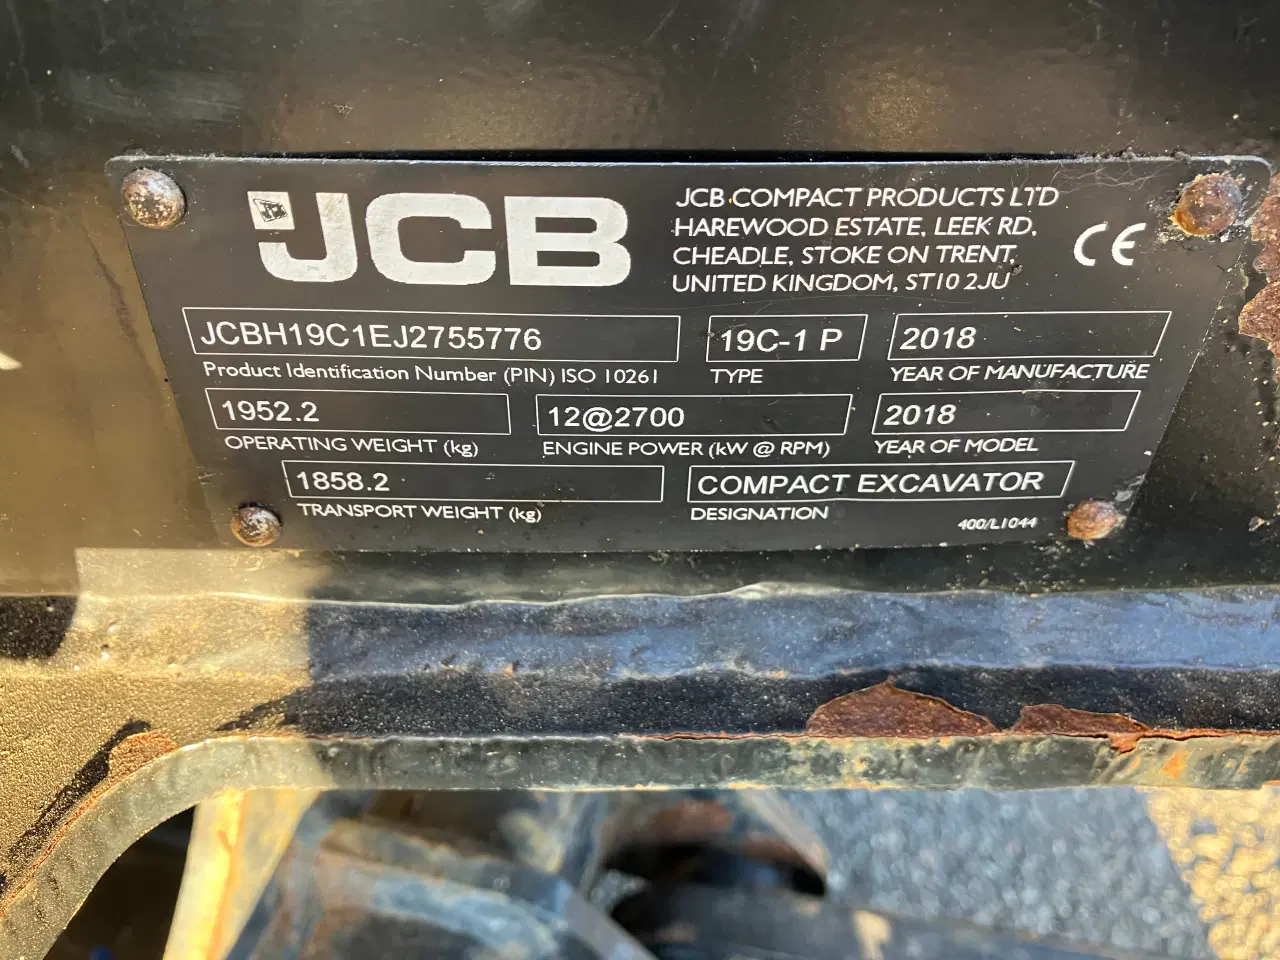 JCB
JCB COMPACT PRODUCTS LTD
HAREWOOD ESTATE, LEEK RD,
CHEADLE, STOKE ON TRENT,
UNITED KINGDOM, ST10 2JU
CE
JCBH19C1EJ2755776
Product Identification Number (PIN) ISO 10261
19C-1 P
TYPE
2018
YEAR OF MANUFACTURE
1952.2
OPERATING WEIGHT (kg)
12@2700
ENGINE POWER (kW @ RPM)
2018
YEAR OF MODEL
1858.2
TRANSPORT WEIGHT (kg)
COMPACT EXCAVATOR
DESIGNATION
400/L1044